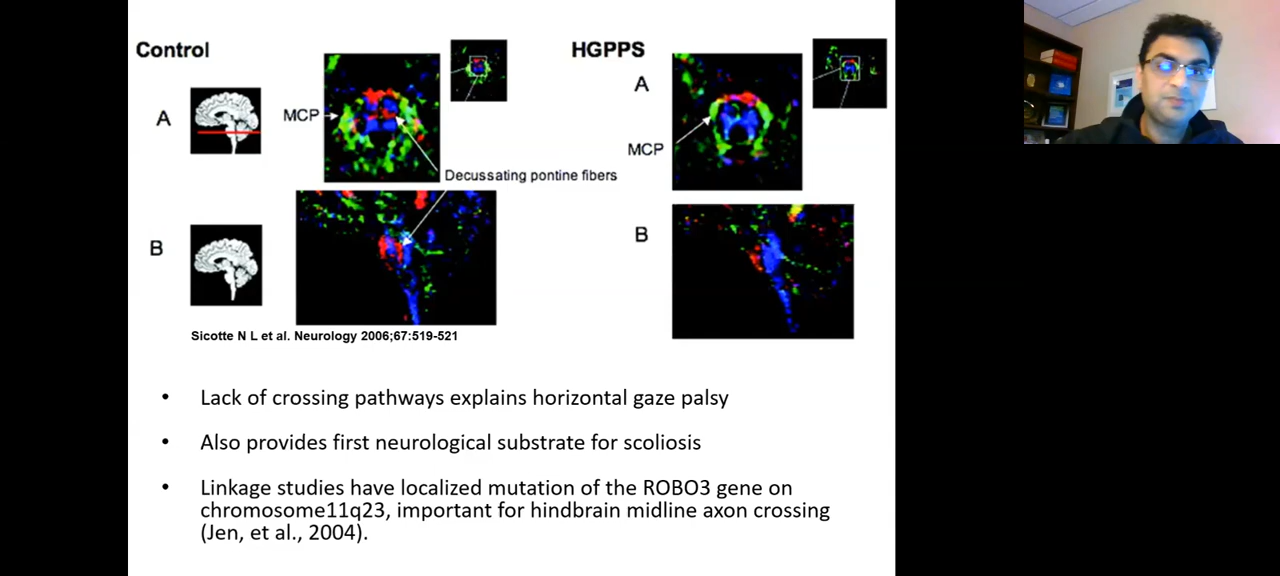 Control
HGPPS
A
MCP
A
MCP
Decussating pontine fibers
B
B
Sicotte N L et al. Neurology 2006;67:519-521
• Lack of crossing pathways explains horizontal gaze palsy
• Also provides first neurological substrate for scoliosis
• Linkage studies have localized mutation of the ROBO3 gene on
chromosome11q23, important for hindbrain midline axon crossing
(Jen, et al., 2004).